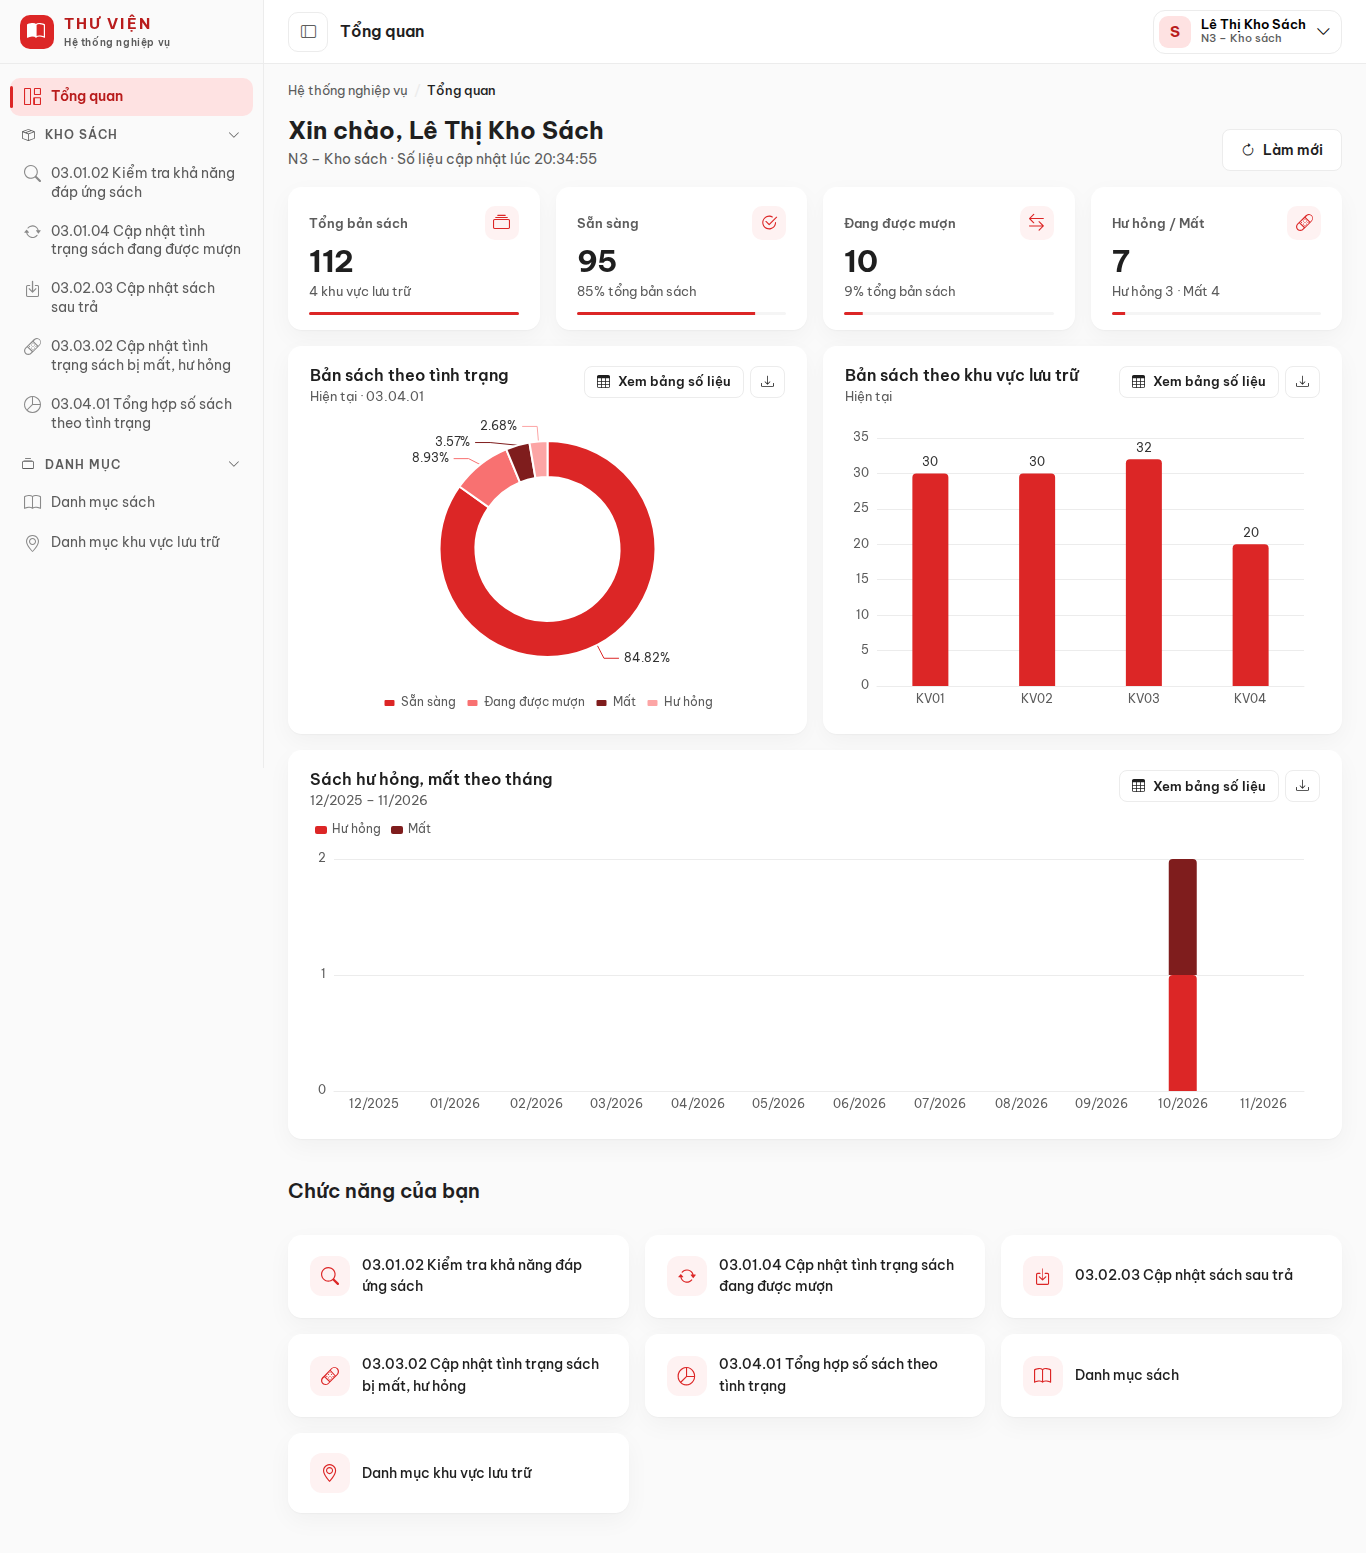 THƯ VIỆN
Hệ thống nghiệp vụ
Tổng quan
KHO SÁCH
03.01.02 Kiểm tra khả năng
đáp ứng sách
03.01.04 Cập nhật tình
trạng sách đang được mượn
03.02.03 Cập nhật sách
sau trả
03.03.02 Cập nhật tình
trạng sách bị mất, hư hỏng
03.04.01 Tổng hợp số sách
theo tình trạng
DANH MỤC
Danh mục sách
Danh mục khu vực lưu trữ
Tổng quan
S
Lê Thị Kho Sách
N3 – Kho sách
Hệ thống nghiệp vụ / Tổng quan
Xin chào, Lê Thị Kho Sách
N3 – Kho sách · Số liệu cập nhật lúc 20:34:55
Làm mới
Tổng bản sách
112
4 khu vực lưu trữ
Sẵn sàng
95
85% tổng bản sách
Đang được mượn
10
9% tổng bản sách
Hư hỏng / Mất
7
Hư hỏng 3 · Mất 4
Bản sách theo tình trạng
Hiện tại · 03.04.01
Xem bảng số liệu
2.68%
3.57%
8.93%
84.82%
Sẵn sàng Đang được mượn Mất Hư hỏng
Bản sách theo khu vực lưu trữ
Hiện tại
Xem bảng số liệu
35
30
25
20
15
10
5
0
30 30 32 20
KV01 KV02 KV03 KV04
Sách hư hỏng, mất theo tháng
12/2025 – 11/2026
Xem bảng số liệu
Hư hỏng Mất
2
1
0
12/2025 01/2026 02/2026 03/2026 04/2026 05/2026 06/2026 07/2026 08/2026 09/2026 10/2026 11/2026
Chức năng của bạn
03.01.02 Kiểm tra khả năng đáp
ứng sách
03.01.04 Cập nhật tình trạng sách
đang được mượn
03.02.03 Cập nhật sách sau trả
03.03.02 Cập nhật tình trạng sách
bị mất, hư hỏng
03.04.01 Tổng hợp số sách theo
tình trạng
Danh mục sách
Danh mục khu vực lưu trữ